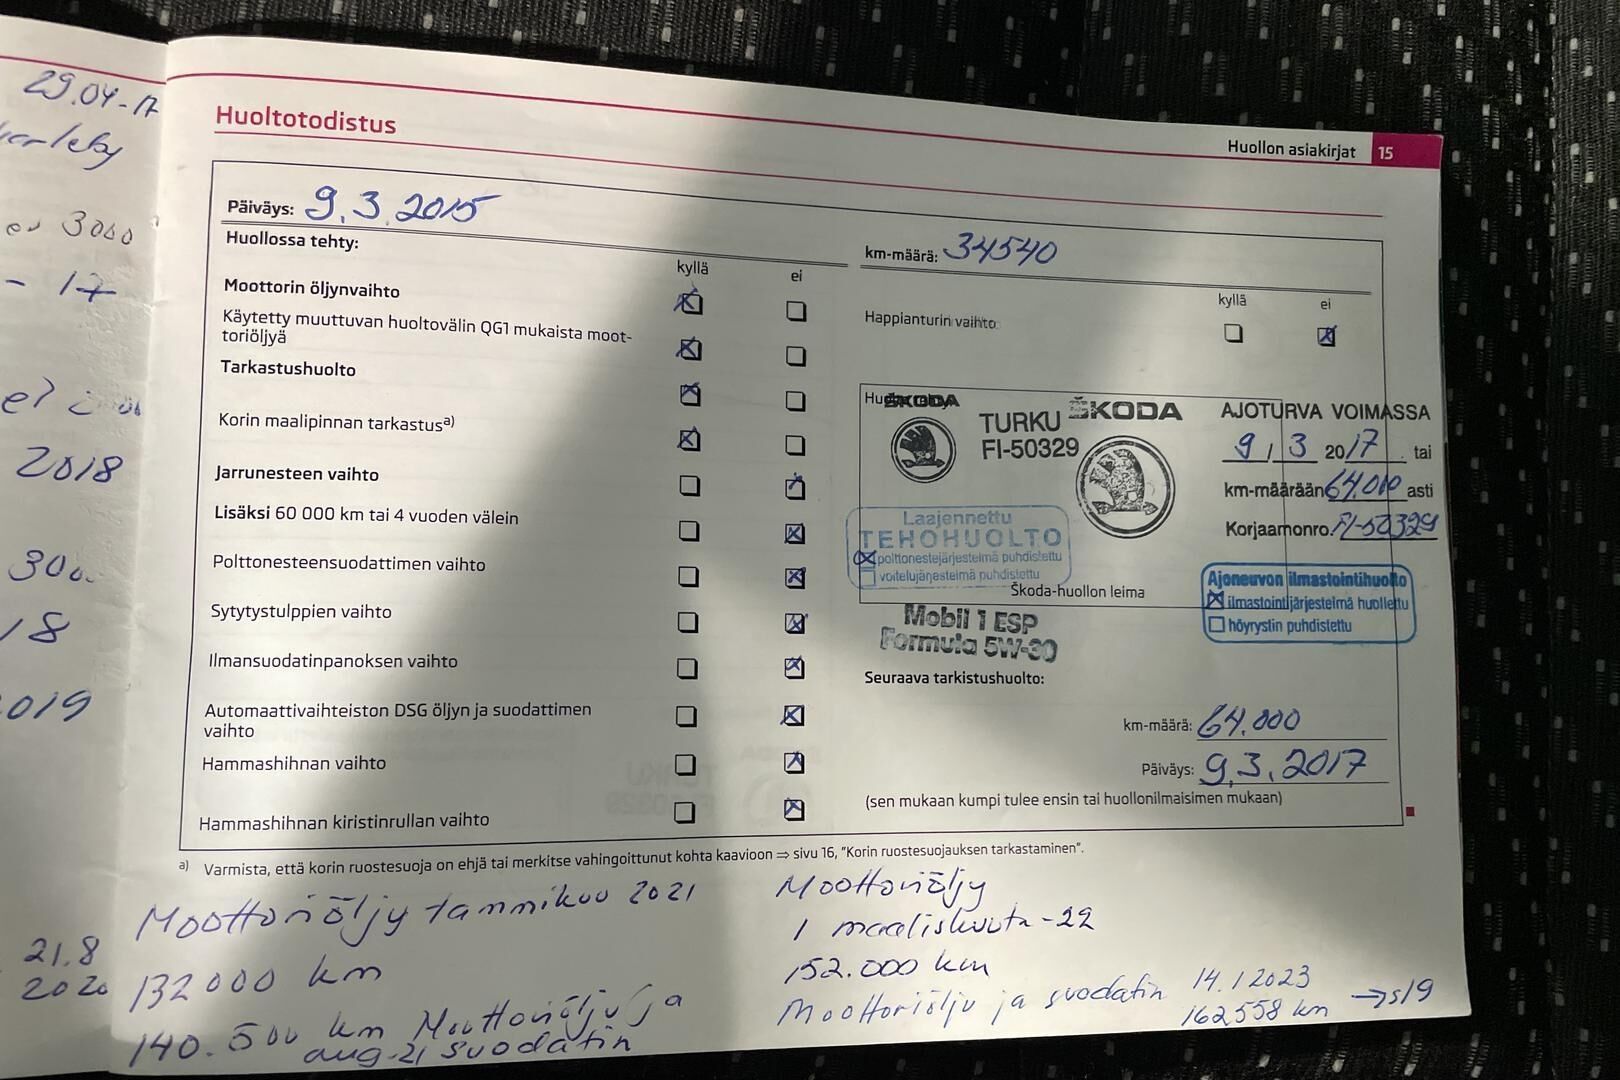 29.04-17
3000
- 17
2018
300
18
2019
21.8
2020
Huoltotodistus
Huollon asiakirjat 15
Päiväys: 9.3.2015
km-määrä: 34540
Huollossa tehty:
kyllä ei
Moottorin öljynvaihto
Käytetty muuttuvan huoltovälin QG1 mukaista moot-
toriöljyä
Tarkastushuolto
Korin maalipinnan tarkastus a)
Jarrunesteen vaihto
Lisäksi 60 000 km tai 4 vuoden välein
Polttonesteensuodattimen vaihto
Sytytystulppien vaihto
Ilmansuodatinpanoksen vaihto
Automaattivaihteiston DSG öljyn ja suodattimen
vaihto
Hammashihnan vaihto
Hammashihnan kiristinrullan vaihto
kyllä ei
Happianturin vaihto
ŠKODA
TURKU
FI-50329
ŠKODA
AJOTURVA VOIMASSA
9 / 3 2017 tai
km-määrään 64.000 asti
Korjaamonro. FI-50329
Laajennettu
TEHOHUOLTO
polttonestejärjestelmä puhdistettu
voitelujärjestelmä puhdistettu
Škoda-huollon leima
Ajoneuvon ilmastointihuolto
ilmastointijärjestelmä huollettu
höyrystin puhdistettu
Mobil 1 ESP
Formula 5W-30
Seuraava tarkistushuolto:
km-määrä: 64.000
Päiväys: 9.3.2017
(sen mukaan kumpi tulee ensin tai huollonilmaisimen mukaan)
a) Varmista, että korin ruostesuoja on ehjä tai merkitse vahingoittunut kohta kaavioon ⇒ sivu 16, "Korin ruostesuojauksen tarkastaminen".
Moottoriöljy tammikuu 2021
132000 km
140.500 km Moottoriöljy ja
aug-21 suodatin
Moottoriöljy
1 maaliskuuta -22
152.000 km
Moottoriölju ja suodatin 14.1 2023
162558 km → s19